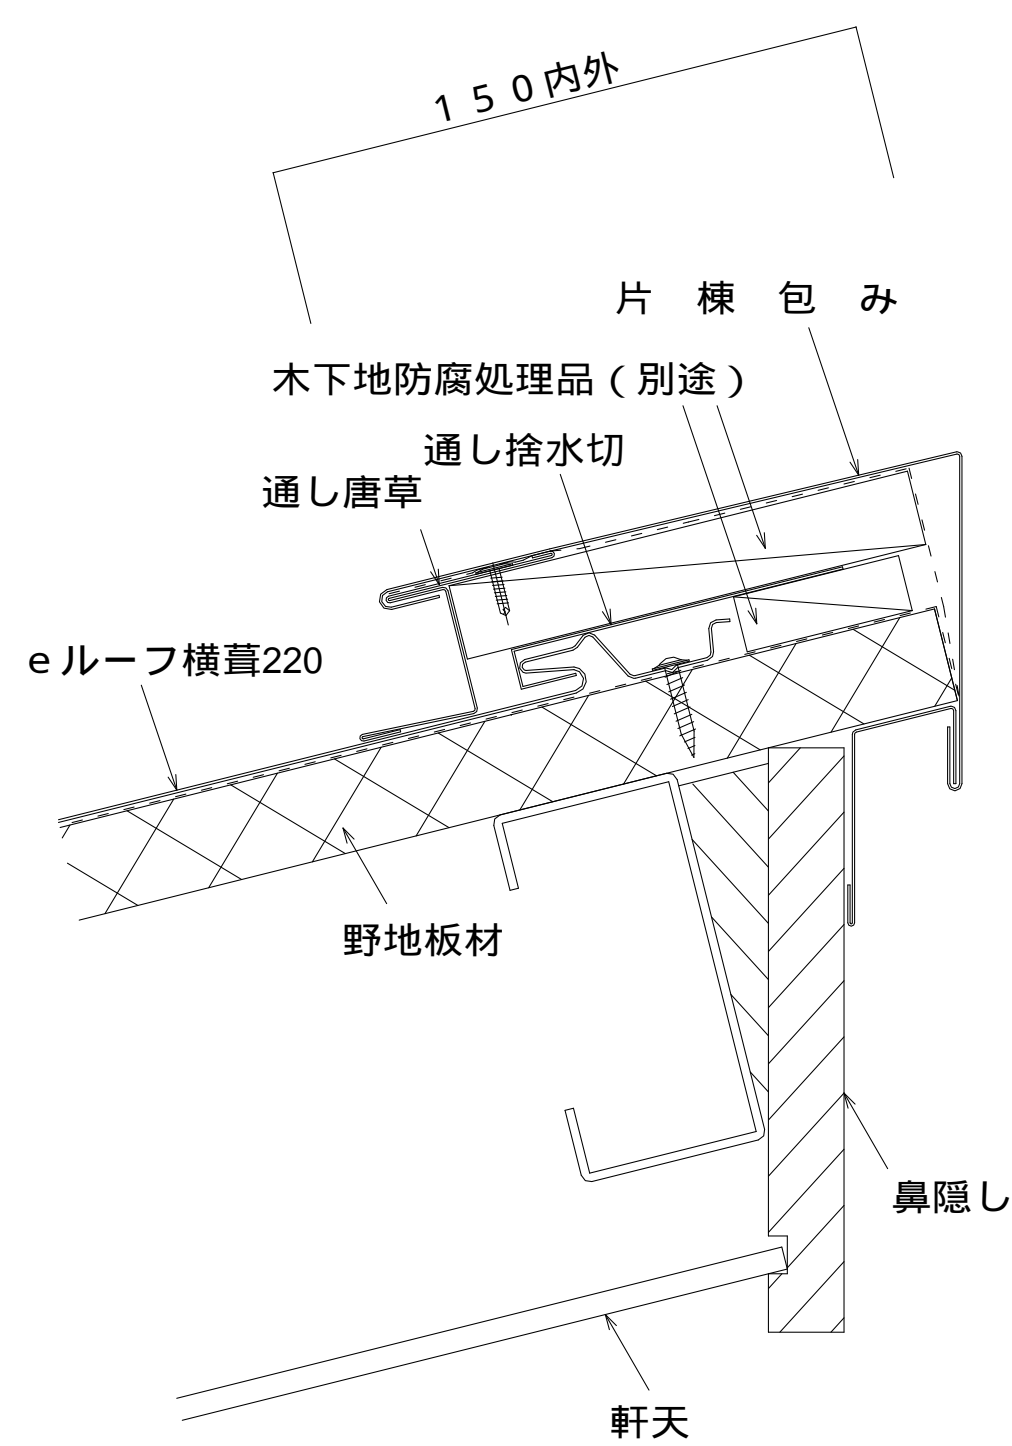 １５０内外
片　棟　包　み
木下地防腐処理品（別途）
通し捨水切
通し唐草
ｅルーフ横葺220
野地板材
鼻隠し
軒天